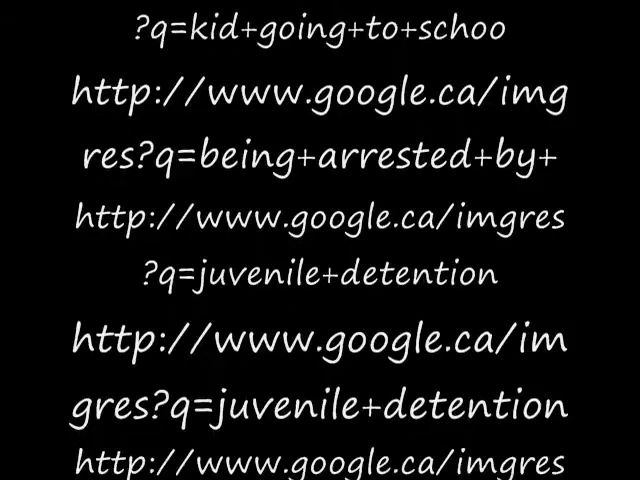 ?q=kid+going+to+schoo
http://www.google.ca/img
res?q=being+arrested+by+
http://www.google.ca/imgres
?q=juvenile+detention
http://www.google.ca/im
gres?q=juvenile+detention
http://www.google.ca/imgres